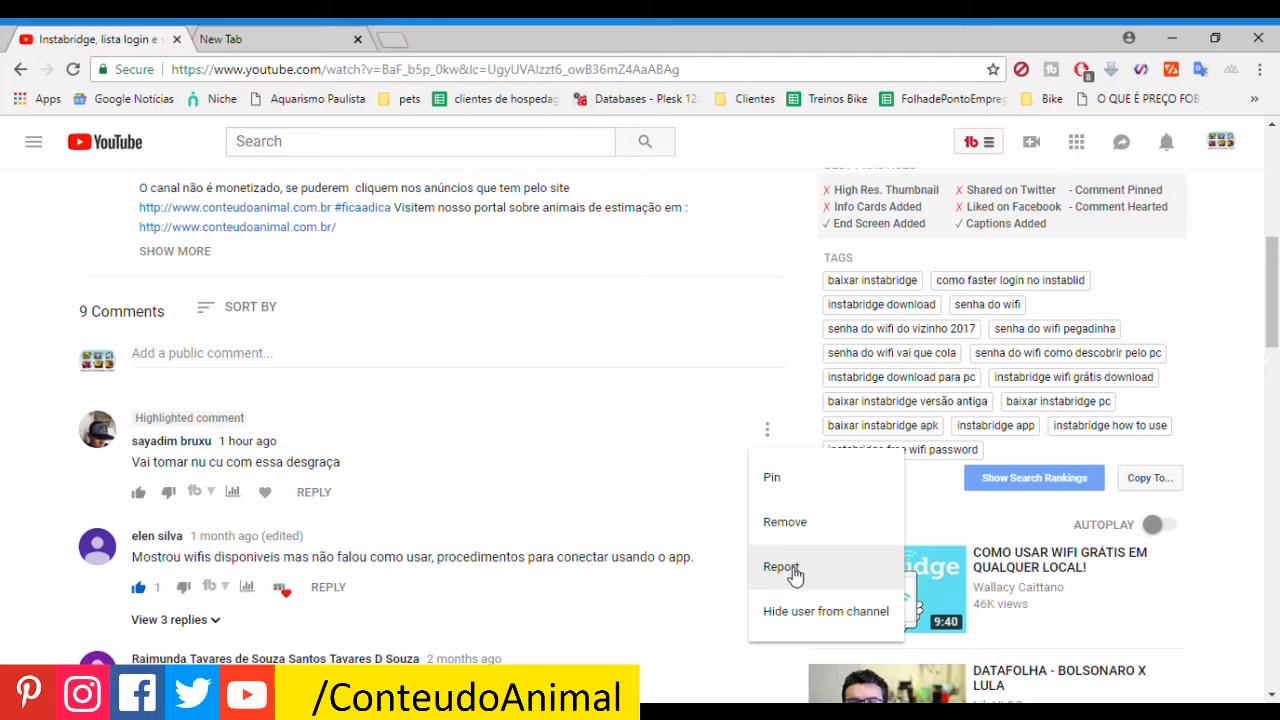 Instabridge, lista login e s
New Tab
Secure
https://www.youtube.com/watch?v=BaF_b5p_0kw&lc=UgyUVAlzzt6_owB36mZ4AaABAg
8
Apps
Google Notícias
Niche
Aquarismo Paulista
pets
clientes de hospedag
Databases - Plesk 12.
Clientes
Treinos Bike
FolhadePontoEmpreg
Bike
O QUE É PREÇO FOB
YouTube
Search
O canal não é monetizado, se puderem cliquem nos anúncios que tem pelo site
http://www.conteudoanimal.com.br #ficaadica Visitem nosso portal sobre animais de estimação em :
http://www.conteudoanimal.com.br/
SHOW MORE
9 Comments
SORT BY
Add a public comment...
Highlighted comment
sayadim bruxu 1 hour ago
Vai tomar nu cu com essa desgraça
REPLY
elen silva 1 month ago (edited)
Mostrou wifis disponiveis mas não falou como usar, procedimentos para conectar usando o app.
1
REPLY
View 3 replies
Raimunda Tavares de Souza Santos Tavares D Souza 2 months ago
Pin
Remove
Report
Hide user from channel
BEST PRACTICES
X High Res. Thumbnail X Shared on Twitter - Comment Pinned
X Info Cards Added X Liked on Facebook - Comment Hearted
✓ End Screen Added ✓ Captions Added
TAGS
baixar instabridge
como faster login no instablid
instabridge download
senha do wifi
senha do wifi do vizinho 2017
senha do wifi pegadinha
senha do wifi vai que cola
senha do wifi como descobrir pelo pc
instabridge download para pc
instabridge wifi grátis download
baixar instabridge versão antiga
baixar instabridge pc
baixar instabridge apk
instabridge app
instabridge how to use
instabridge free wifi password
Show Search Rankings
Copy To...
AUTOPLAY
idge
9:40
COMO USAR WIFI GRÁTIS EM
QUALQUER LOCAL!
Wallacy Caittano
46K views
DATAFOLHA - BOLSONARO X
LULA
/ConteudoAnimal